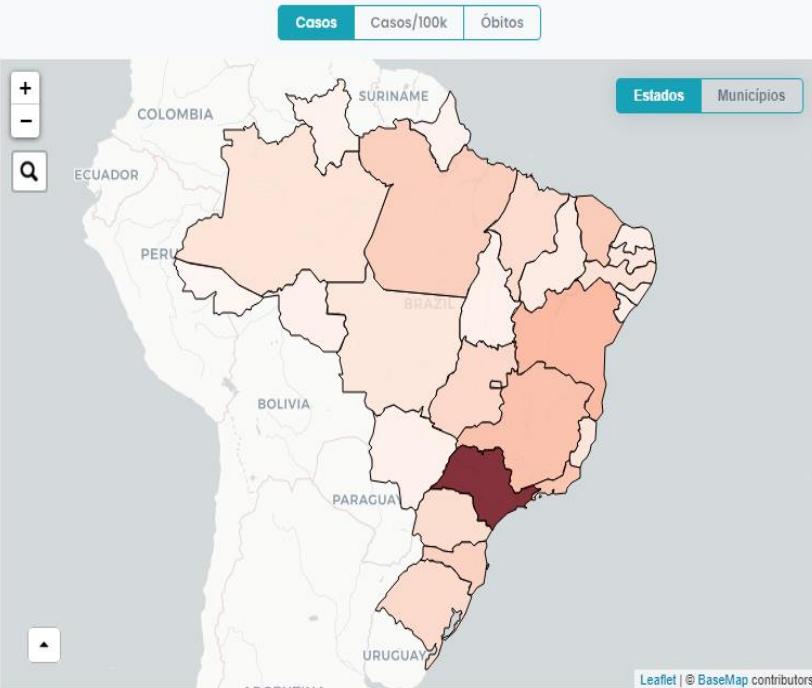 Casos Casos/100k Óbitos
+
−
Estados Municípios
SURINAME
COLOMBIA
ECUADOR
PERU
BRAZIL
BOLIVIA
PARAGUAY
URUGUAY
Leaflet | © BaseMap contributors